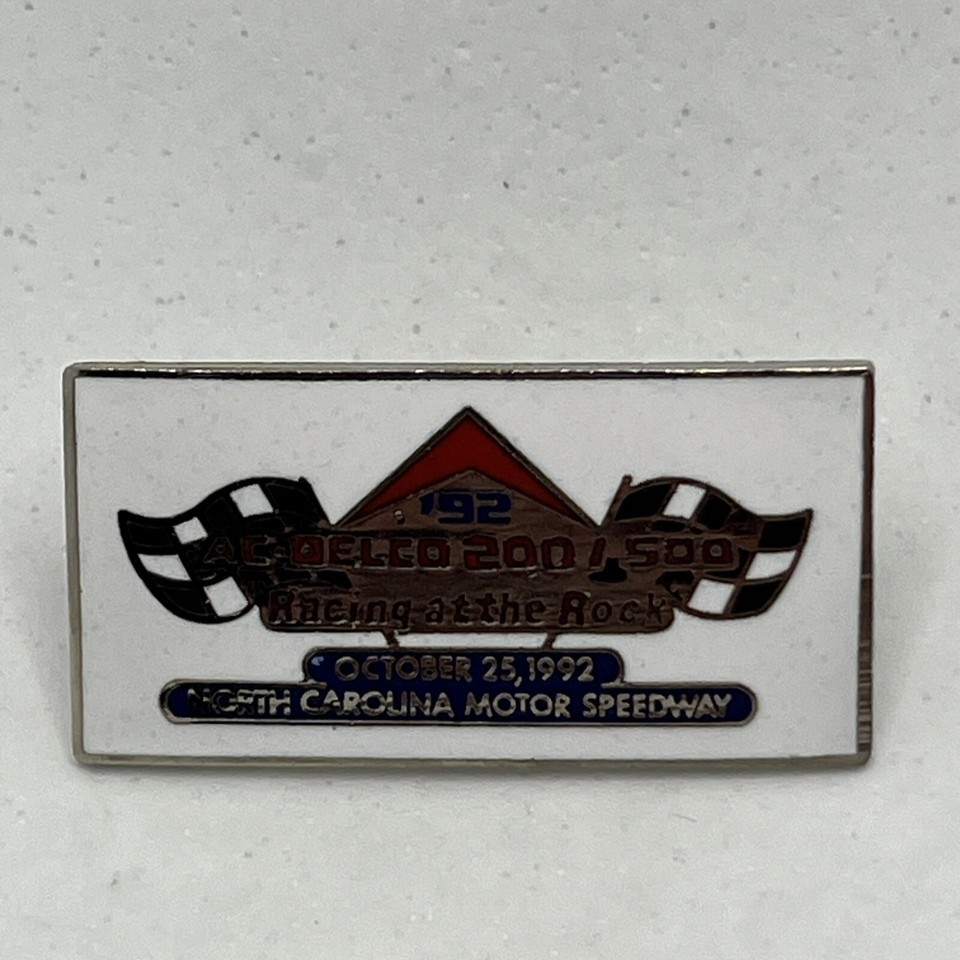 '92
AC-DELCO 200/500
Racing at the Rock
OCTOBER 25, 1992
NORTH CAROLINA MOTOR SPEEDWAY